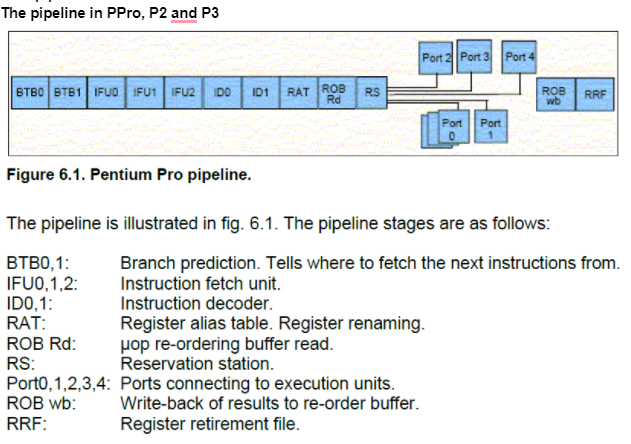 The pipeline in PPro, P2 and P3
Port 2 Port 3 Port 4
BTB0 BTB1 IFU0 IFU1 IFU2 ID0 ID1 RAT ROB Rd RS ROB wb RRF
Port 0 Port 1
Figure 6.1. Pentium Pro pipeline.
The pipeline is illustrated in fig. 6.1. The pipeline stages are as follows:
BTB0,1: Branch prediction. Tells where to fetch the next instructions from.
IFU0,1,2: Instruction fetch unit.
ID0,1: Instruction decoder.
RAT: Register alias table. Register renaming.
ROB Rd: µop re-ordering buffer read.
RS: Reservation station.
Port0,1,2,3,4: Ports connecting to execution units.
ROB wb: Write-back of results to re-order buffer.
RRF: Register retirement file.